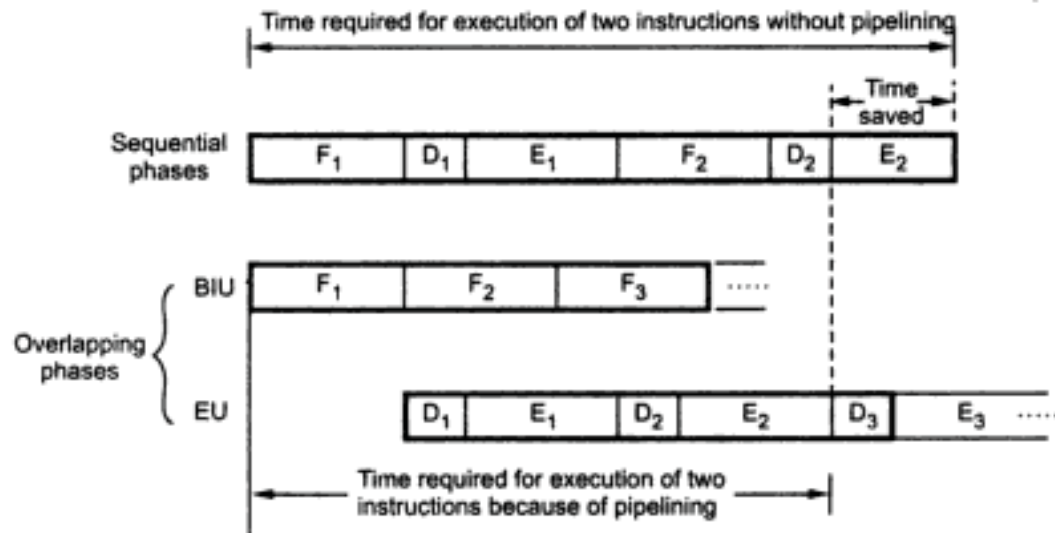 Time required for execution of two instructions without pipelining
Time
saved
Sequential
phases
F1 D1 E1 F2 D2 E2
BIU
F1 F2 F3 .....
Overlapping
phases
EU
D1 E1 D2 E2 D3 E3 ....
Time required for execution of two
instructions because of pipelining